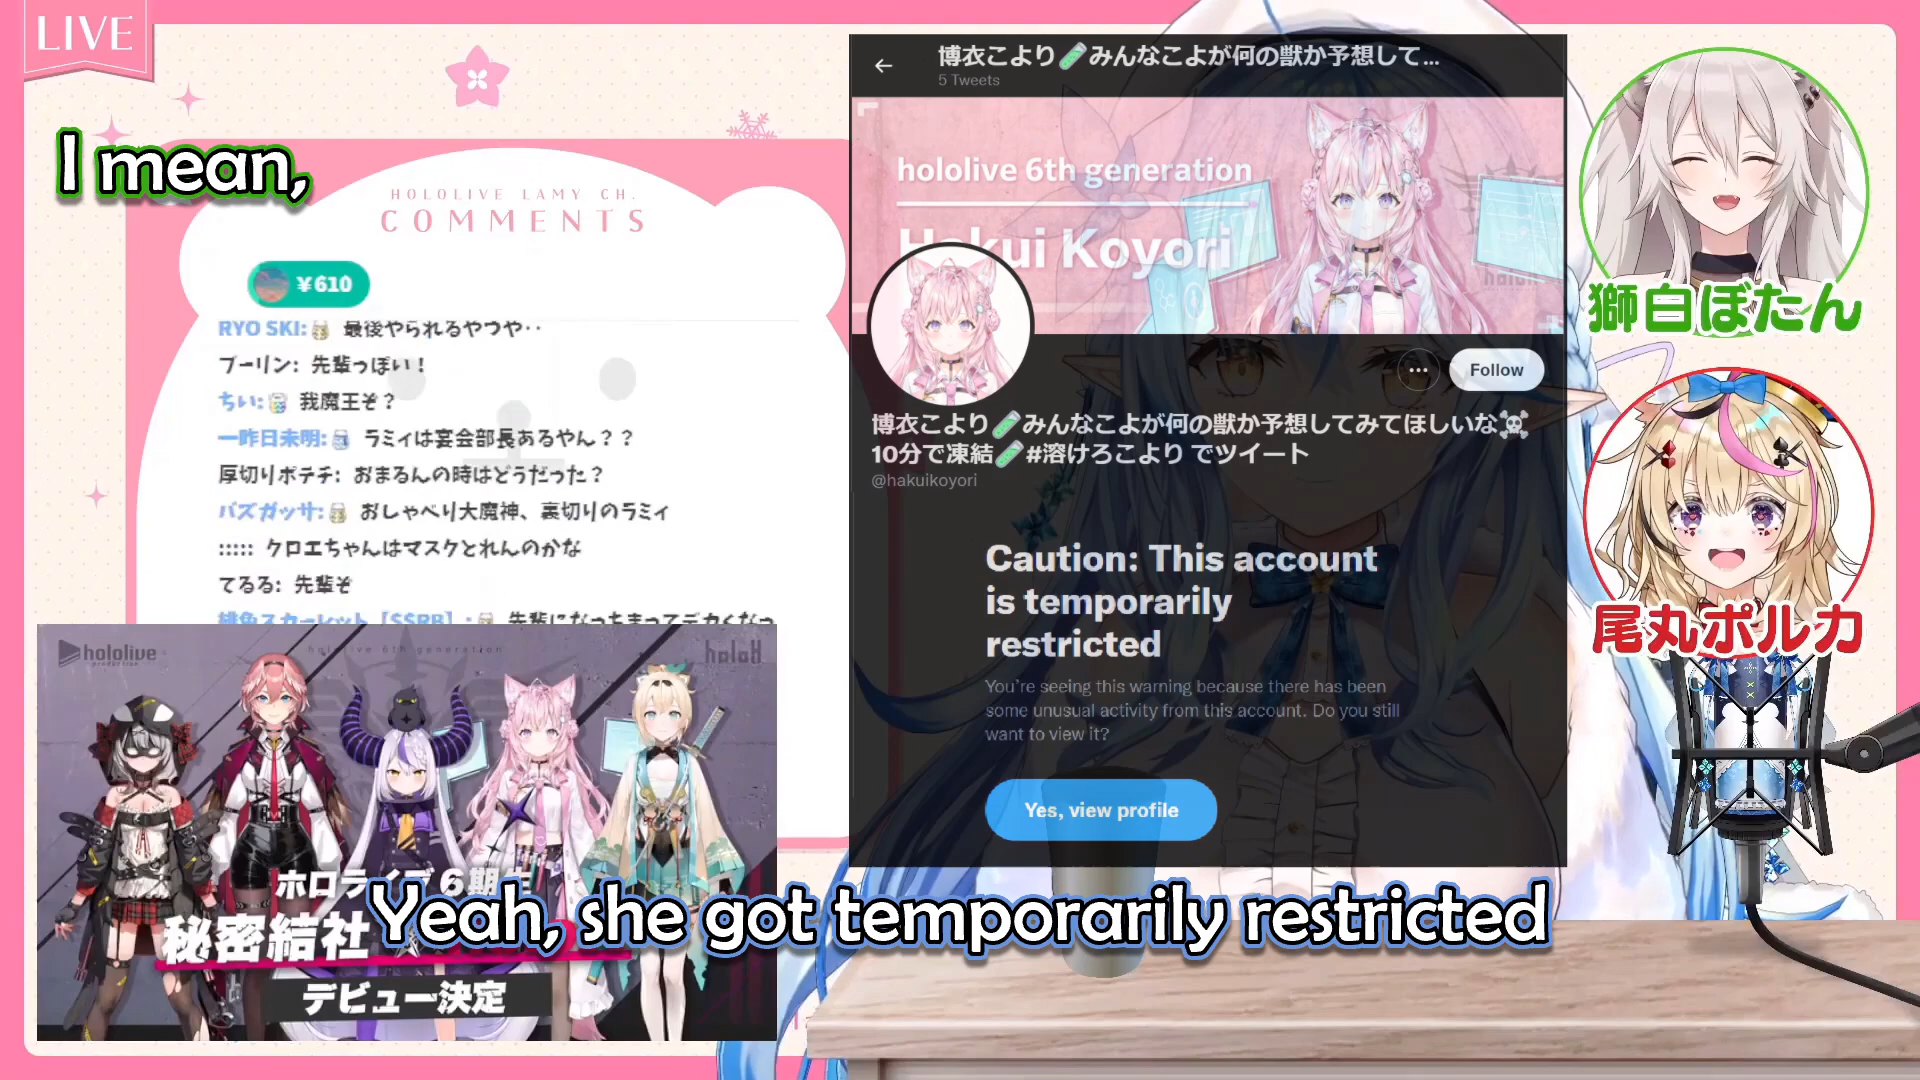 LIVE
I mean,
HOLOLIVE LAMY CH.
COMMENTS
¥610
RYO SKI: 最後やられるやつや‥
プーリン: 先輩っぽい!
ちい: 我魔王ぞ?
一昨日未明: ラミィは宴会部長あるやん??
厚切りポテチ: おまるんの時はどうだった?
バズガッサ: おしゃべり大魔神、裏切りのラミィ
::::: クロエちゃんはマスクとれんのかな
てるる: 先輩ぞ
博衣こより🧪みんなこよが何の獣か予想して...
5 Tweets
hololive 6th generation
Hakui Koyori
Follow
博衣こより🧪みんなこよが何の獣か予想してみてほしいな☠
10分で凍結🧪#溶けろこより でツイート
@hakuikoyori
Caution: This account
is temporarily
restricted
You're seeing this warning because there has been
some unusual activity from this account. Do you still
want to view it?
Yes, view profile
獅白ぼたん
尾丸ポルカ
hololive
production
hololive 6th generation
holoX
ホロライブ6期生
秘密結社
デビュー決定
Yeah, she got temporarily restricted